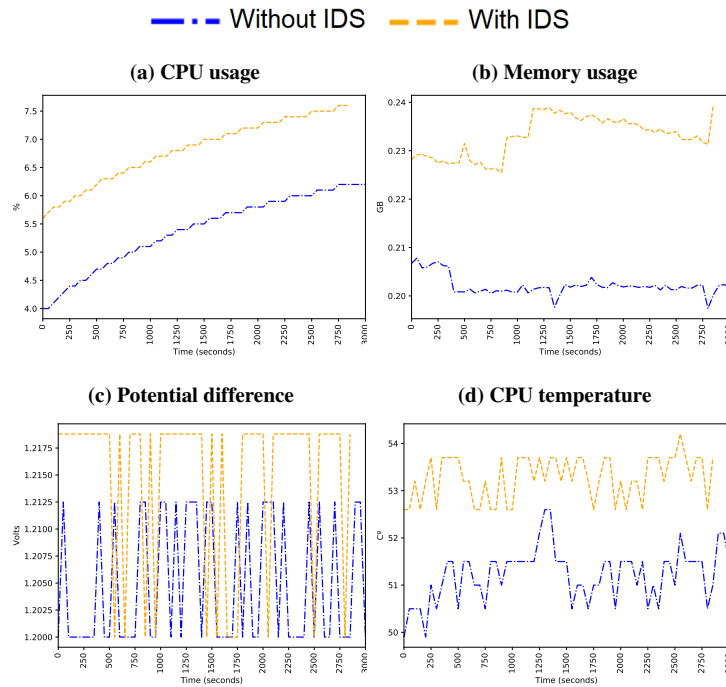 Without IDS With IDS
(a) CPU usage
7.5
7.0
6.5
6.0
5.5
5.0
4.5
4.0
%
0 250 500 750 1000 1250 1500 1750 2000 2250 2500 2750 3000
Time (seconds)
(b) Memory usage
0.24
0.23
0.22
0.21
0.20
GB
0 250 500 750 1000 1250 1500 1750 2000 2250 2500 2750 3000
Time (seconds)
(c) Potential difference
1.2175
1.2150
1.2125
1.2100
1.2075
1.2050
1.2025
1.2000
Volts
0 250 500 750 1000 1250 1500 1750 2000 2250 2500 2750 3000
Time (seconds)
(d) CPU temperature
54
53
52
51
50
Cº
0 250 500 750 1000 1250 1500 1750 2000 2250 2500 2750 3000
Time (seconds)